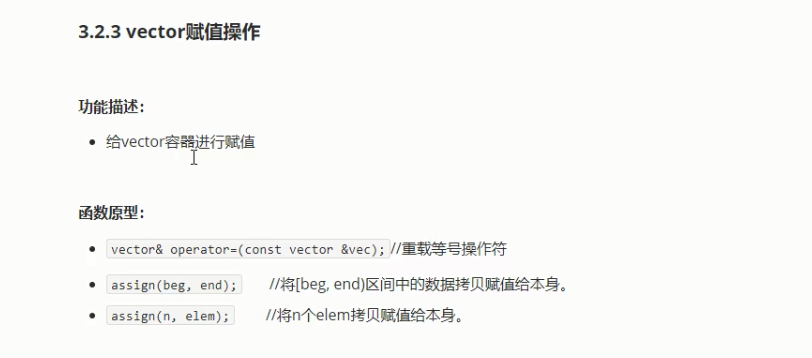 3.2.3 vector赋值操作
功能描述：
给vector容器进行赋值
函数原型：
vector& operator=(const vector &vec);//重载等号操作符
assign(beg, end); //将[beg, end)区间中的数据拷贝赋值给本身。
assign(n, elem); //将n个elem拷贝赋值给本身。